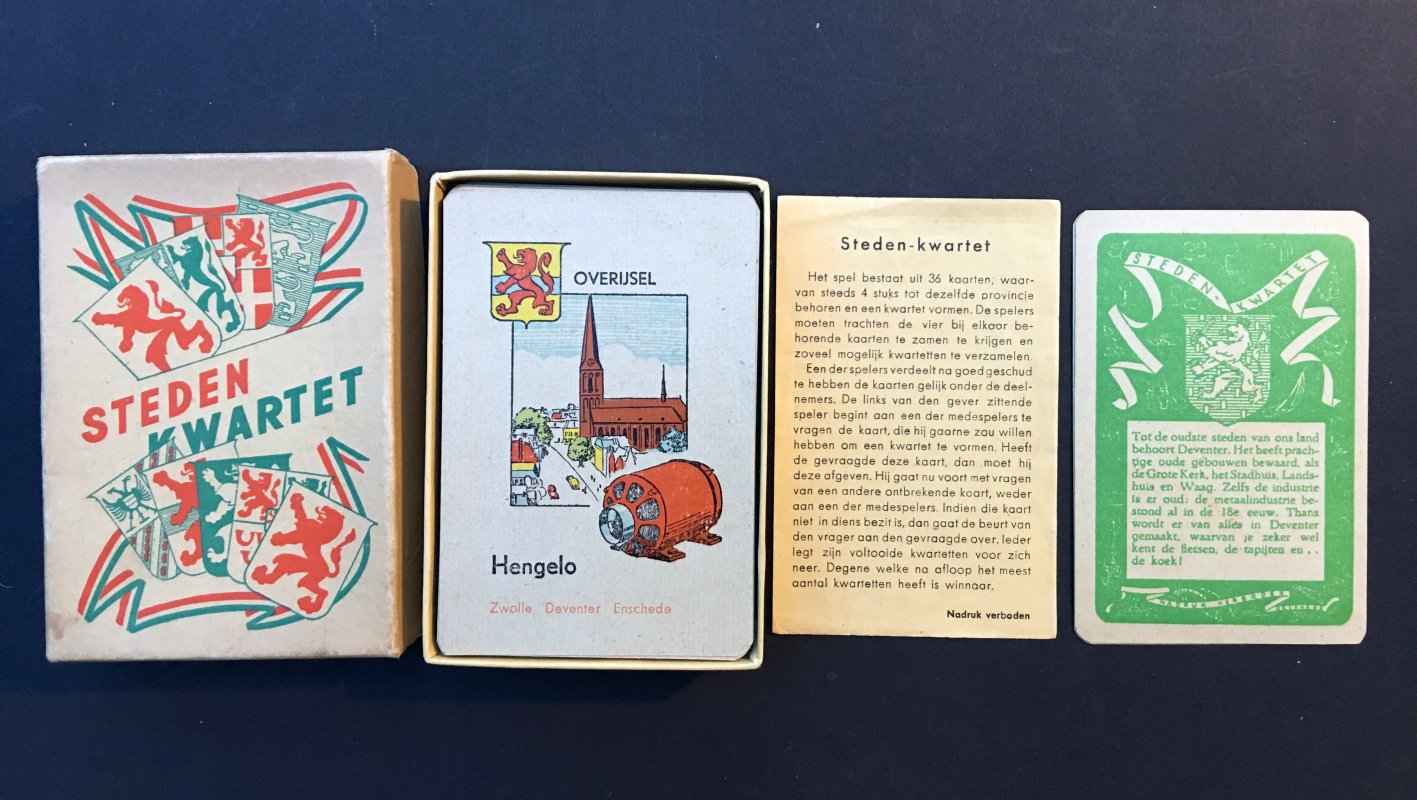 STEDEN
KWARTET
OVERIJSEL
Hengelo
Zwolle Deventer Enschede
Steden-kwartet
Het spel bestaat uit 36 kaarten; waar-
van steeds 4 stuks tot dezelfde provincie
behoren en een kwartet vormen. De spelers
moeten trachten de vier bij elkaar be-
horende kaarten te zamen te krijgen en
zoveel mogelijk kwartetten te verzamelen.
Een der spelers verdeelt na goed geschud
te hebben de kaarten gelijk onder de deel-
nemers. De links van den gever zittende
speler begint aan een der medespelers te
vragen de kaart, die hij gaarne zou willen
hebben om een kwartet te vormen. Heeft
de gevraagde deze kaart, dan moet hij
deze afgeven. Hij gaat nu voort met vragen
van een andere ontbrekende kaart, weder
aan een der medespelers. Indien die kaart
niet in diens bezit is, dan gaat de beurt van
den vrager aan den gevraagde over. Ieder
legt zijn voltooide kwartetten voor zich
neer. Degene welke na afloop het meest
aantal kwartetten heeft is winnaar.
Nadruk verboden
STEDEN-KWARTET
Tot de oudste steden van ons land
behoort Deventer. Het heeft prach-
tige oude gebouwen bewaard, als
de Grote Kerk, het Stadhuis, Lands-
huis en Waag. Zelfs de industrie
is er oud: de metaalindustrie be-
stond al in de 18e eeuw. Thans
wordt er van alles in Deventer
gemaakt, waarvan je zeker wel
kent de fietsen, de tapijten en..
de koek!
NADRUK VERBODEN